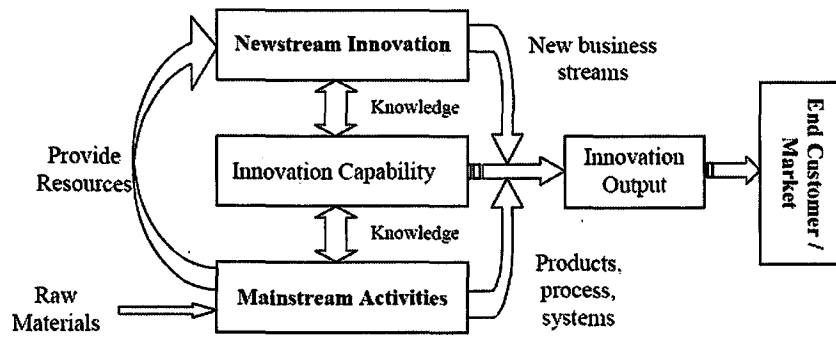 Newstream Innovation
New business
streams
Knowledge
Provide
Resources
Innovation Capability
Innovation
Output
End Customer /
Market
Knowledge
Raw
Materials
Mainstream Activities
Products,
process,
systems